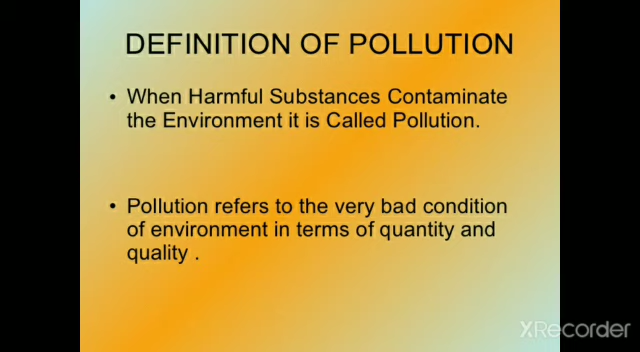 DEFINITION OF POLLUTION
• When Harmful Substances Contaminate
the Environment it is Called Pollution.
• Pollution refers to the very bad condition
of environment in terms of quantity and
quality .
XRecorder